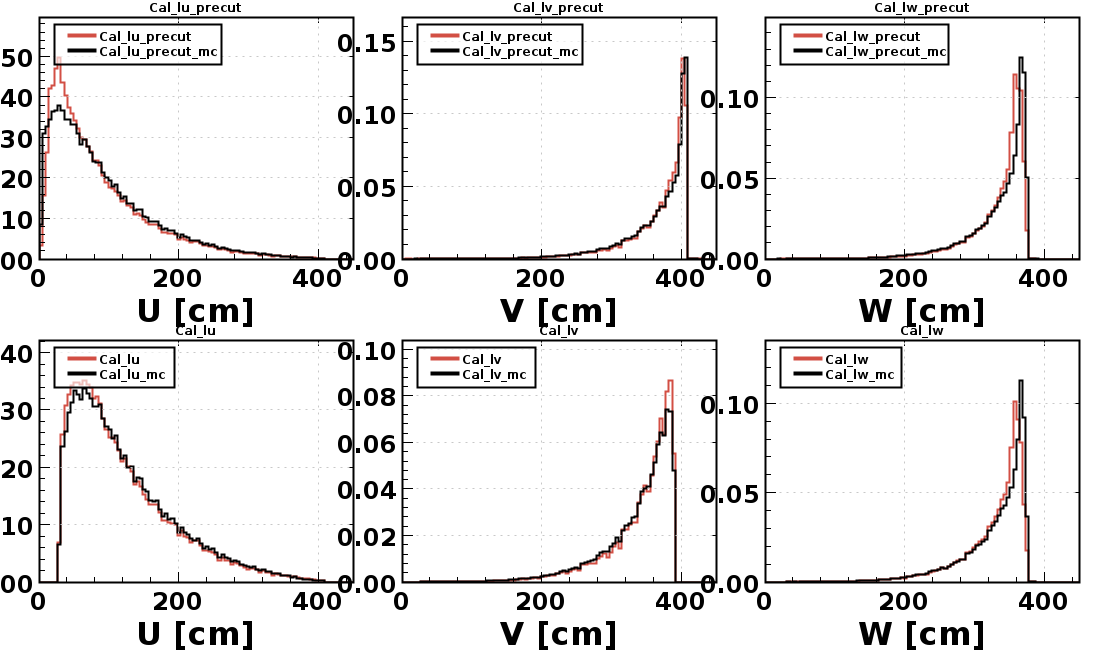 Cal_lu_precut
Cal_lu_precut
Cal_lu_precut_mc
50
40
30
20
10
00
0 200 400
U [cm]
Cal_lv_precut
Cal_lv_precut
Cal_lv_precut_mc
0.15
0.10
0.05
0.00
0 200 400
V [cm]
Cal_lw_precut
Cal_lw_precut
Cal_lw_precut_mc
0.10
0.05
0.00
0 200 400
W [cm]
Cal_lu
Cal_lu
Cal_lu_mc
40
30
20
10
00
0 200 400
U [cm]
Cal_lv
Cal_lv
Cal_lv_mc
0.10
0.08
0.06
0.04
0.02
0.00
0 200 400
V [cm]
Cal_lw
Cal_lw
Cal_lw_mc
0.10
0.05
0.00
0 200 400
W [cm]